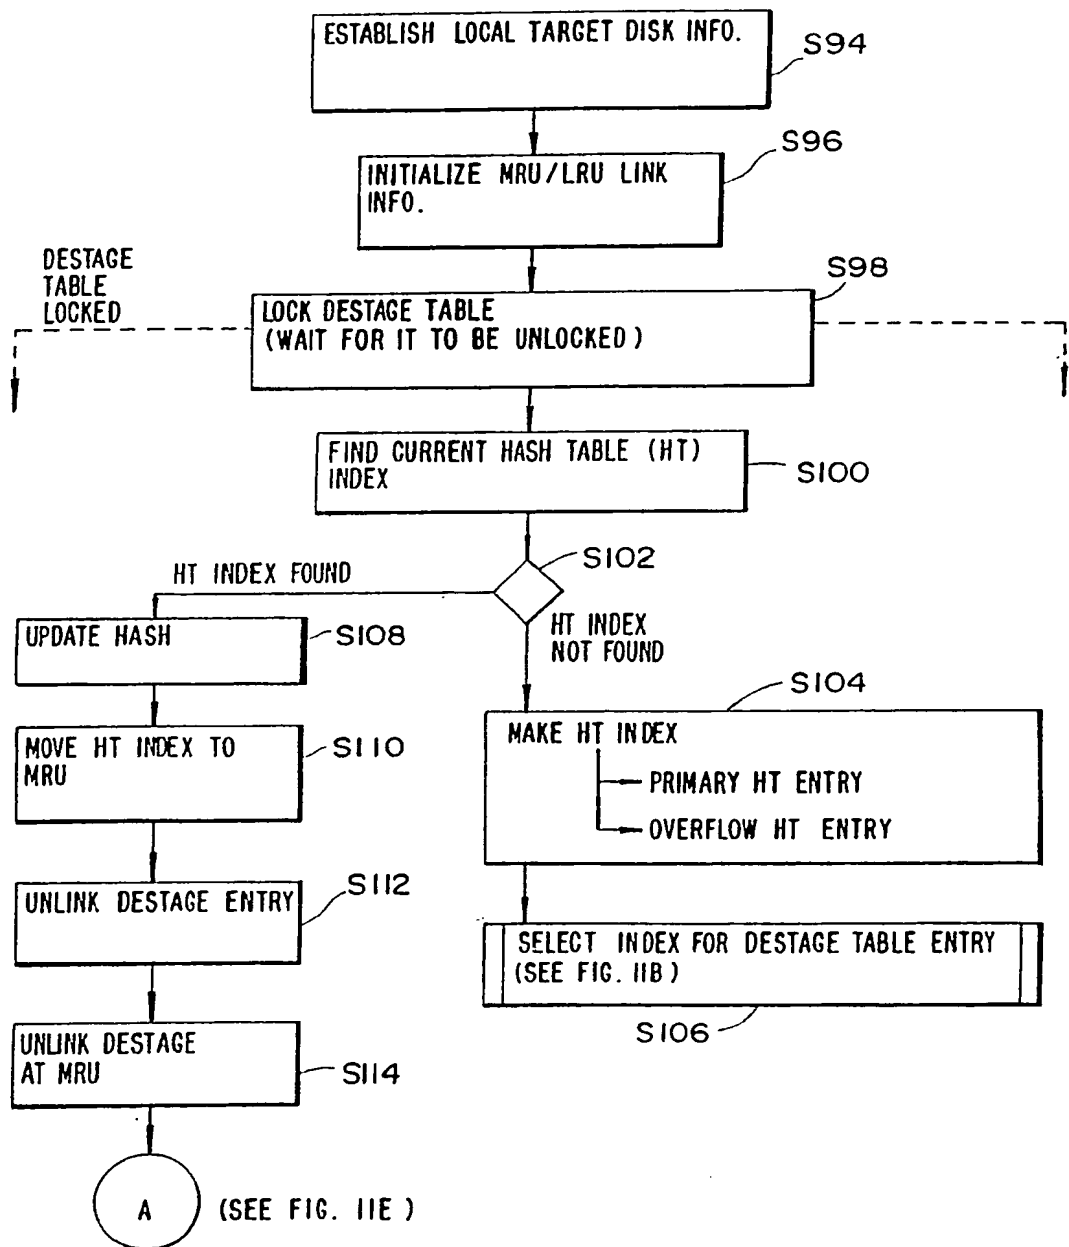 ESTABLISH LOCAL TARGET DISK INFO.
S94
INITIALIZE MRU/LRU LINK
INFO.
S96
DESTAGE
TABLE
LOCKED
LOCK DESTAGE TABLE
(WAIT FOR IT TO BE UNLOCKED)
S98
FIND CURRENT HASH TABLE (HT)
INDEX
S100
S102
HT INDEX FOUND
HT INDEX
NOT FOUND
UPDATE HASH
S108
MOVE HT INDEX TO
MRU
S110
UNLINK DESTAGE ENTRY
S112
UNLINK DESTAGE
AT MRU
S114
A
(SEE FIG. 11E)
S104
MAKE HT INDEX
PRIMARY HT ENTRY
OVERFLOW HT ENTRY
SELECT INDEX FOR DESTAGE TABLE ENTRY
(SEE FIG. 11B)
S106